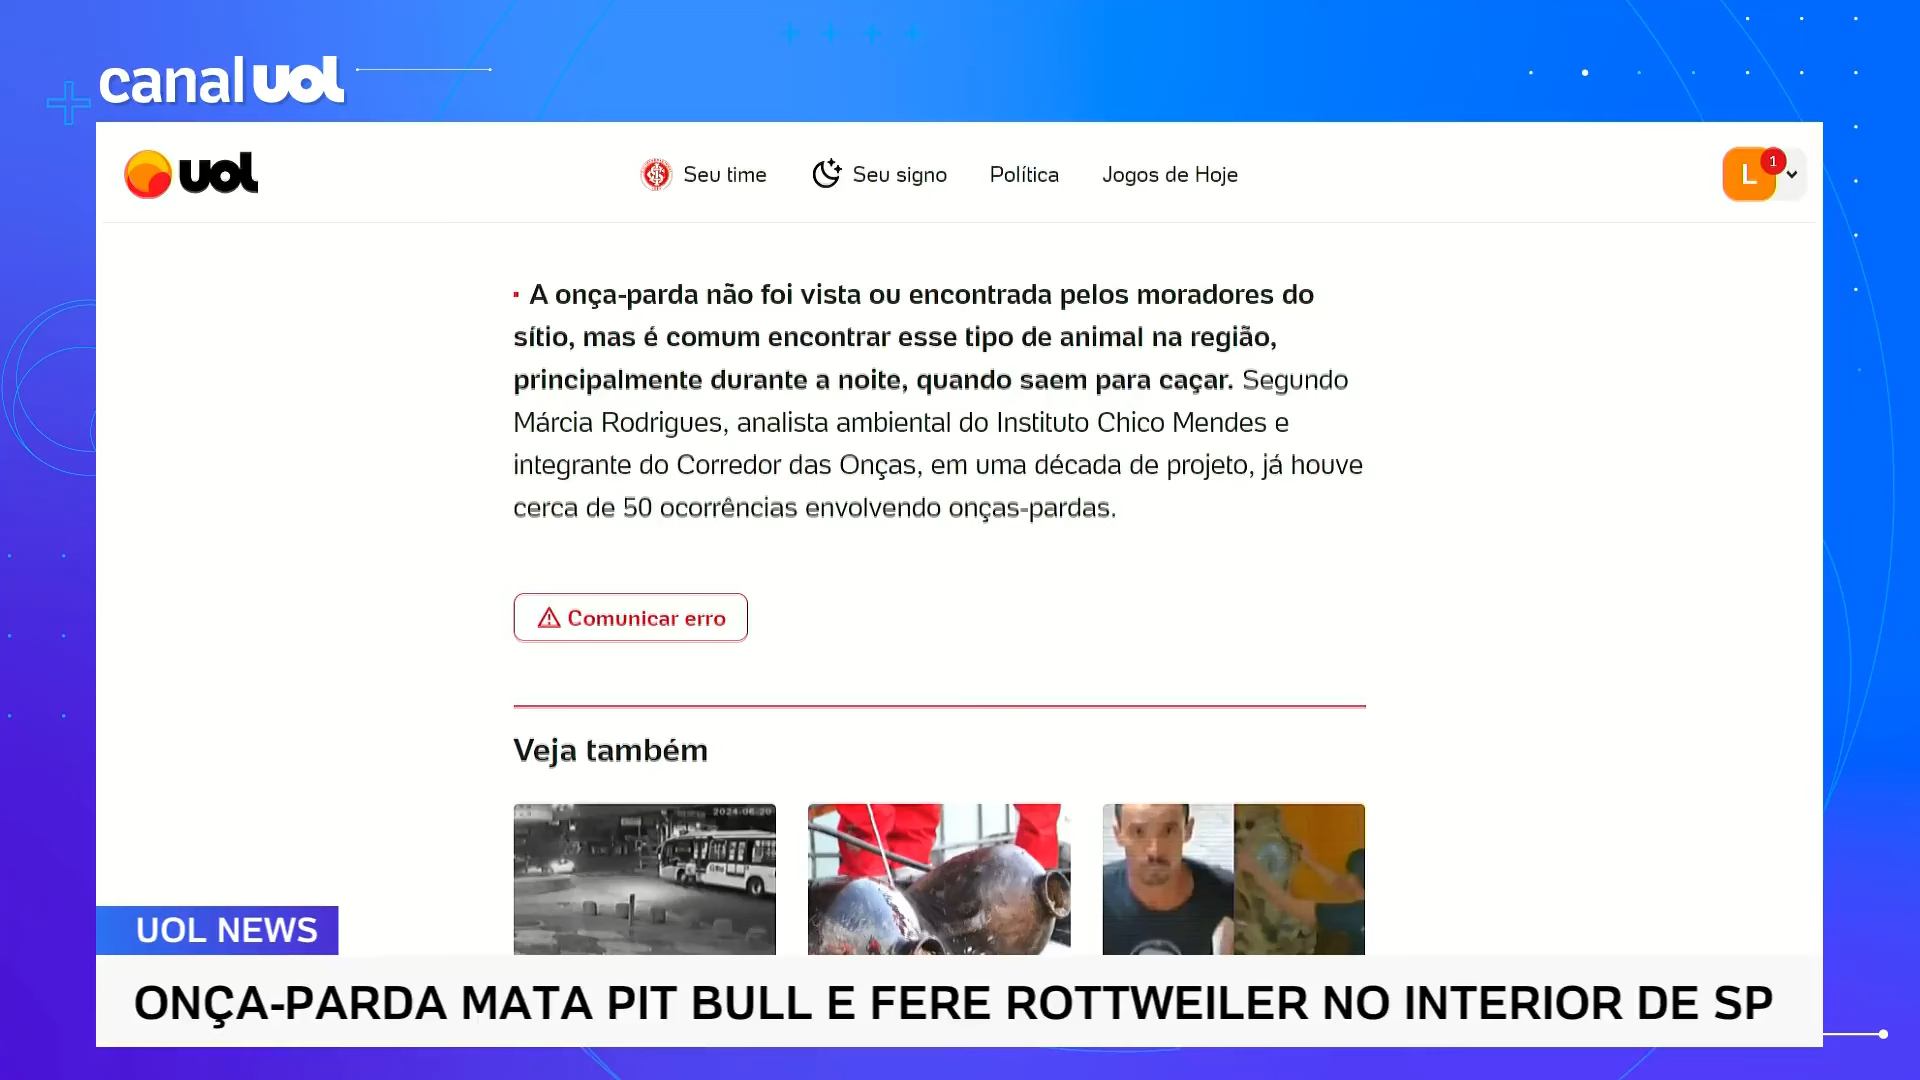 canal uol
uol
Seu time
Seu signo
Política
Jogos de Hoje
L
1
· A onça-parda não foi vista ou encontrada pelos moradores do
sítio, mas é comum encontrar esse tipo de animal na região,
principalmente durante a noite, quando saem para caçar. Segundo
Márcia Rodrigues, analista ambiental do Instituto Chico Mendes e
integrante do Corredor das Onças, em uma década de projeto, já houve
cerca de 50 ocorrências envolvendo onças-pardas.
Comunicar erro
Veja também
2024-06-20
UOL NEWS
ONÇA-PARDA MATA PIT BULL E FERE ROTTWEILER NO INTERIOR DE SP